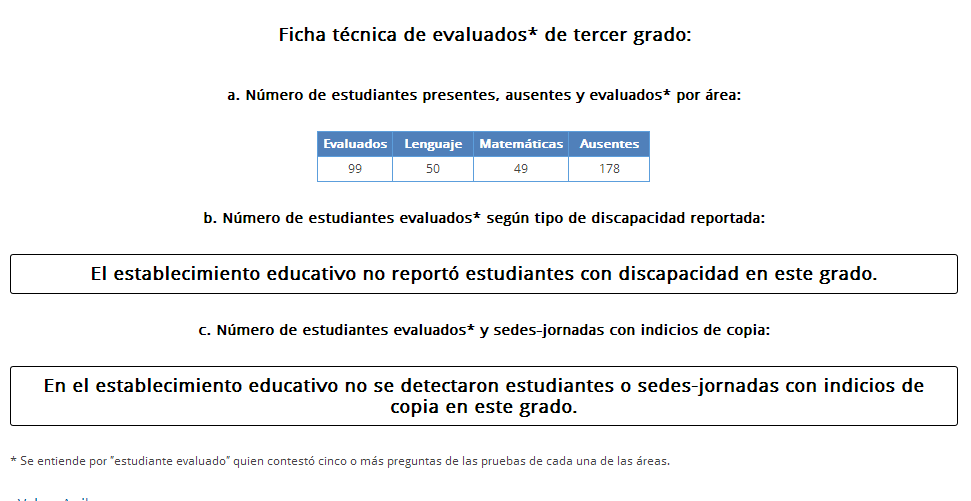 Ficha técnica de evaluados* de tercer grado:
a. Número de estudiantes presentes, ausentes y evaluados* por área:
Evaluados Lenguaje Matemáticas Ausentes
99 50 49 178
b. Número de estudiantes evaluados* según tipo de discapacidad reportada:
El establecimiento educativo no reportó estudiantes con discapacidad en este grado.
c. Número de estudiantes evaluados* y sedes-jornadas con indicios de copia:
En el establecimiento educativo no se detectaron estudiantes o sedes-jornadas con indicios de
copia en este grado.
* Se entiende por "estudiante evaluado" quien contestó cinco o más preguntas de las pruebas de cada una de las áreas.